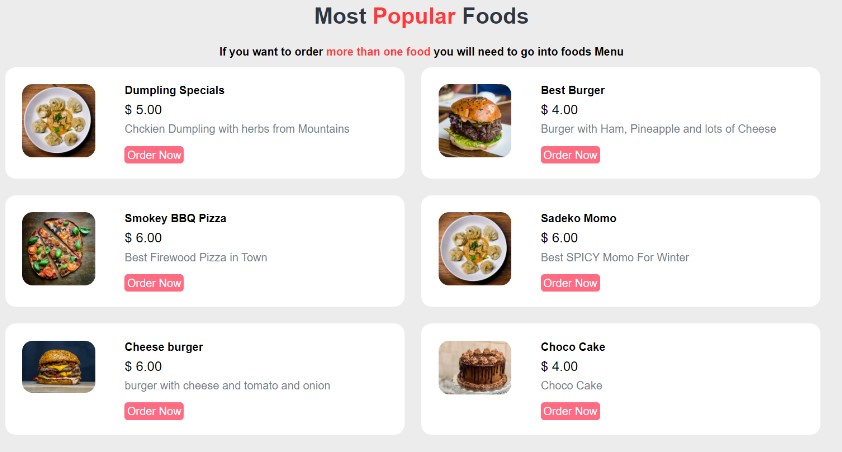 Most Popular Foods
If you want to order more than one food you will need to go into foods Menu
Dumpling Specials
$ 5.00
Chckien Dumpling with herbs from Mountains
Order Now
Best Burger
$ 4.00
Burger with Ham, Pineapple and lots of Cheese
Order Now
Smokey BBQ Pizza
$ 6.00
Best Firewood Pizza in Town
Order Now
Sadeko Momo
$ 6.00
Best SPICY Momo For Winter
Order Now
Cheese burger
$ 6.00
burger with cheese and tomato and onion
Order Now
Choco Cake
$ 4.00
Choco Cake
Order Now